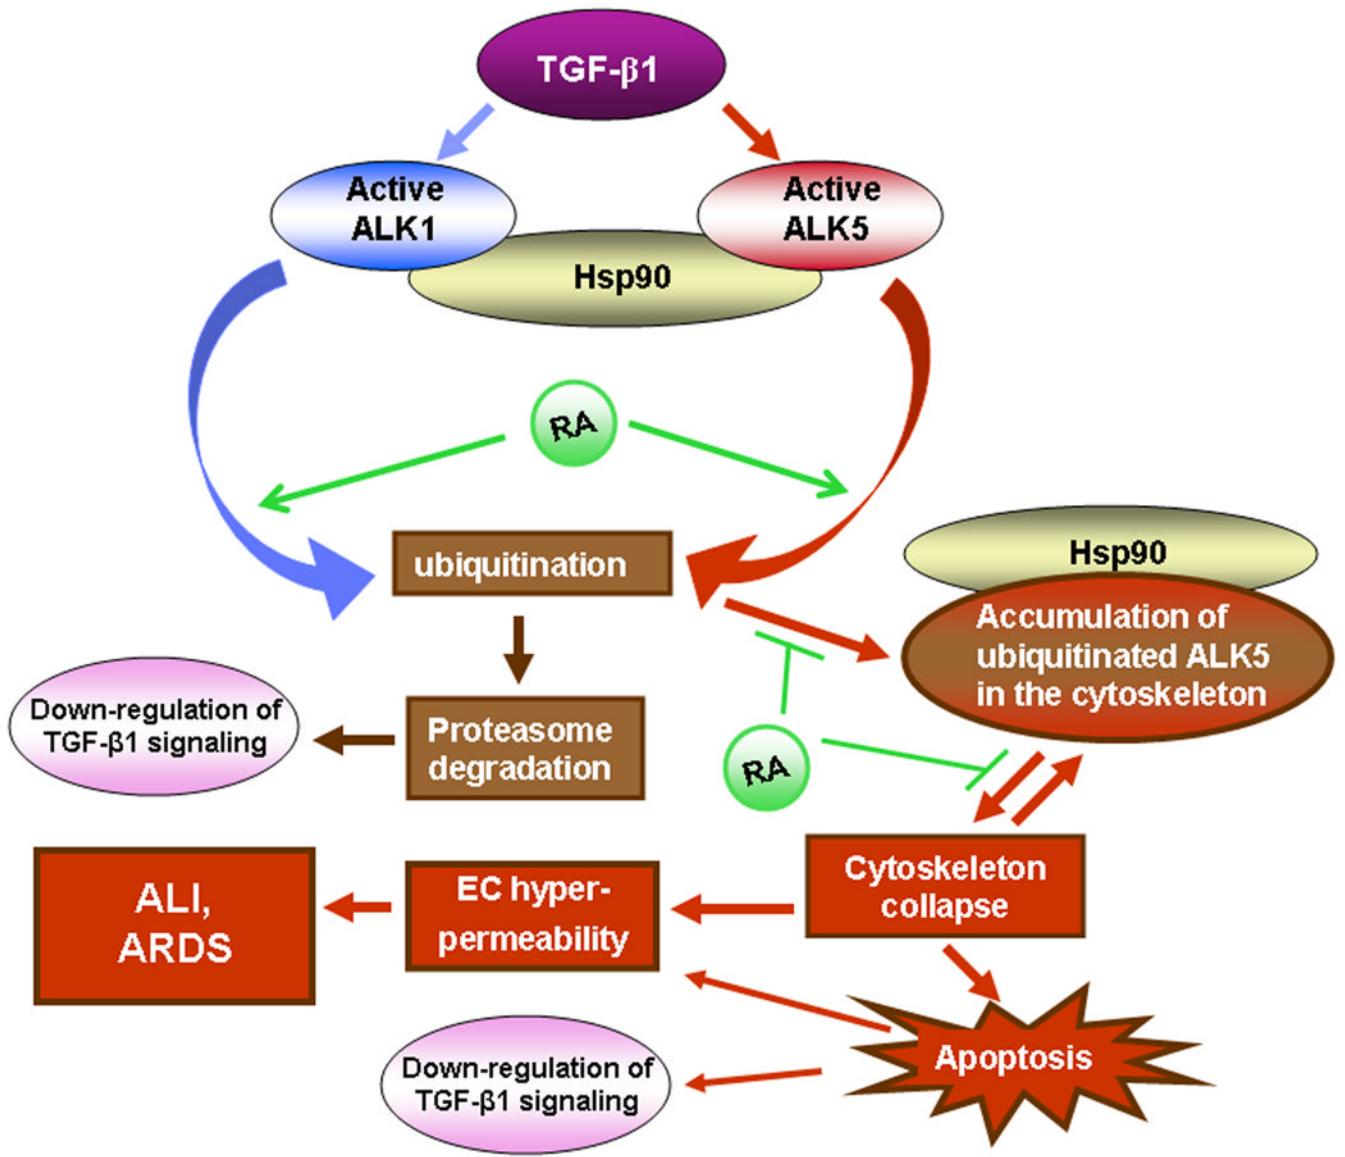 TGF-β1
Active
ALK1
Active
ALK5
Hsp90
RA
ubiquitination
Hsp90
Accumulation of
ubiquitinated ALK5
in the cytoskeleton
Down-regulation of
TGF-β1 signaling
Proteasome
degradation
RA
Cytoskeleton
collapse
EC hyper-
permeability
ALI,
ARDS
Apoptosis
Down-regulation of
TGF-β1 signaling